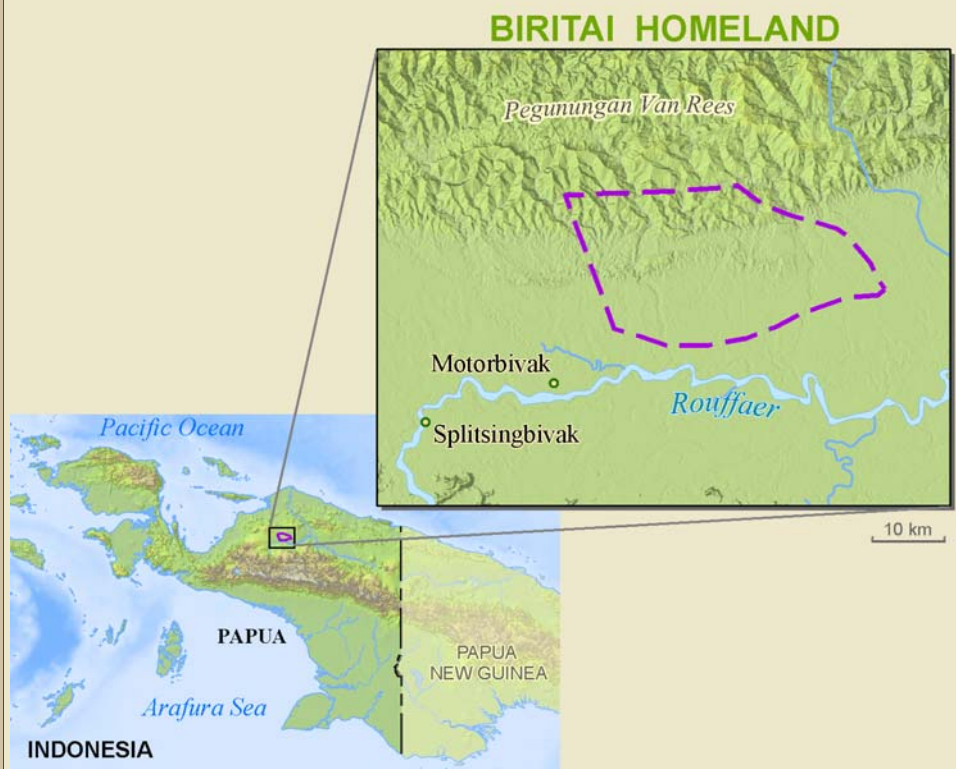 BIRITAI HOMELAND
Pegunungan Van Rees
Motorbivak
Rouffaer
Splitsingbivak
Pacific Ocean
10 km
PAPUA
PAPUA
NEW GUINEA
Arafura Sea
INDONESIA